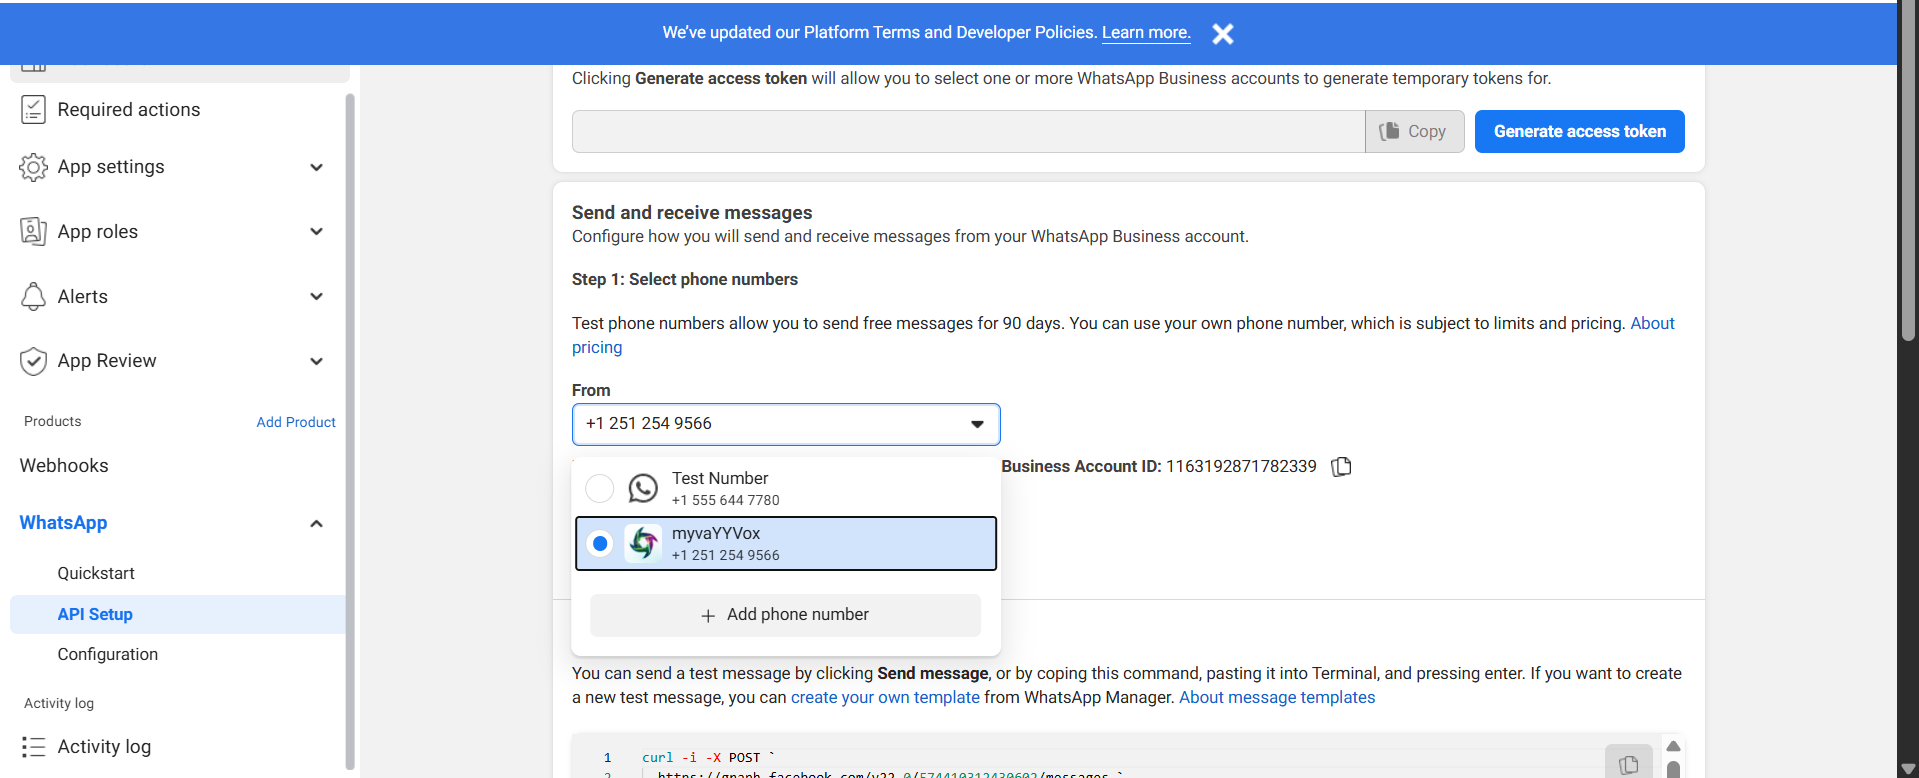 We've updated our Platform Terms and Developer Policies. Learn more.
Required actions
App settings
App roles
Alerts
App Review
Products
Add Product
Webhooks
WhatsApp
Quickstart
API Setup
Configuration
Activity log
Activity log
Clicking Generate access token will allow you to select one or more WhatsApp Business accounts to generate temporary tokens for.
Copy
Generate access token
Send and receive messages
Configure how you will send and receive messages from your WhatsApp Business account.
Step 1: Select phone numbers
Test phone numbers allow you to send free messages for 90 days. You can use your own phone number, which is subject to limits and pricing. About
pricing
From
+1 251 254 9566
Business Account ID: 1163192871782339
Test Number
+1 555 644 7780
myvaYYVox
+1 251 254 9566
+ Add phone number
You can send a test message by clicking Send message, or by coping this command, pasting it into Terminal, and pressing enter. If you want to create
a new test message, you can create your own template from WhatsApp Manager. About message templates
1 curl -i -X POST `